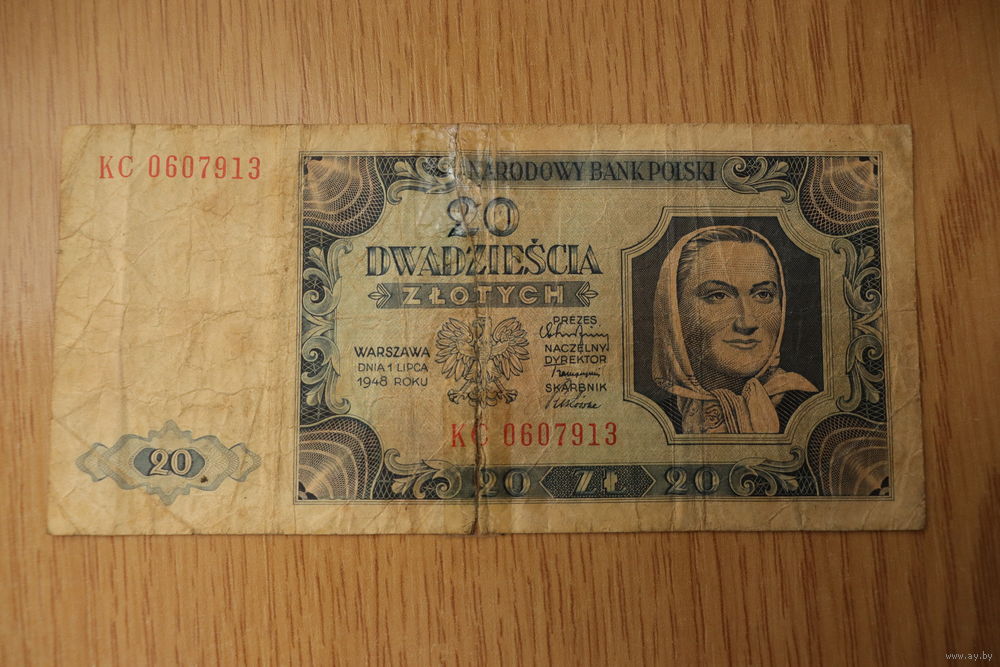 KC 0607913
NARODOWY BANK POLSKI
20
DWADZIEŚCIA
ZŁOTYCH
WARSZAWA
DNIA 1 LIPCA
1948 ROKU
PREZES
NACZELNY
DYREKTOR
SKARBNIK
KC 0607913
20
20 ZŁ 20
www.ay.by